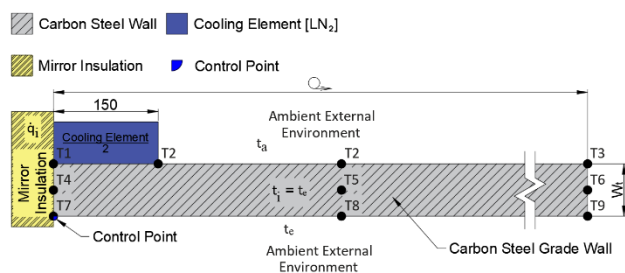 Carbon Steel Wall
Cooling Element [LN₂]
Mirror Insulation
Control Point
150
q̇i
Cooling Element
2
Ambient External
Environment
ta
T1
T2
T2
T3
Mirror
Insulation
T4
ti = te
T5
T6
Wt
T7
T8
T9
Control Point
te
Carbon Steel Grade Wall
Ambient External
Environment